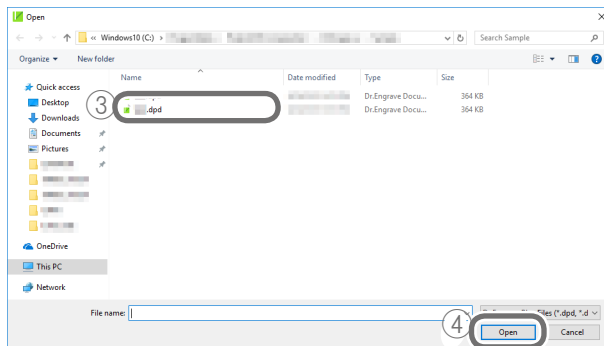 Open
« Windows10 (C:) ›
Search Sample
Organize
New folder
Name
Date modified
Type
Size
Quick access
Desktop
Downloads
Documents
Pictures
OneDrive
This PC
Network
③
Dr.Engrave Docu...
364 KB
.dpd
Dr.Engrave Docu...
364 KB
File name:
Files (*.dpd, *.d
④
Open
Cancel